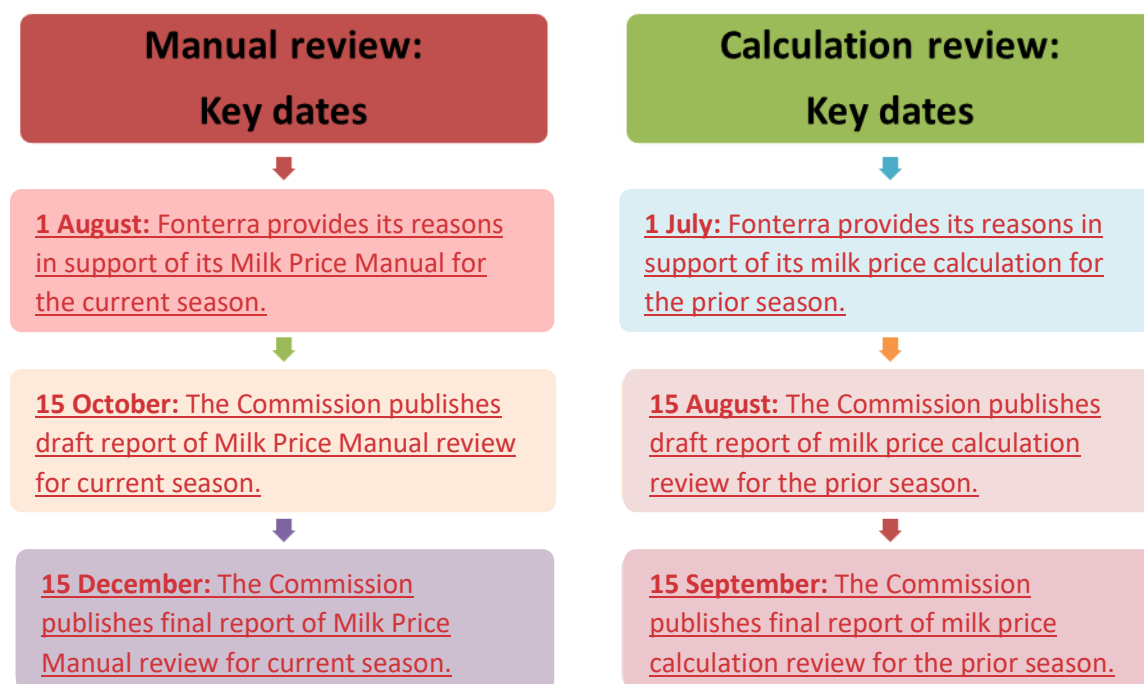 Manual review:
Key dates
1 August: Fonterra provides its reasons
in support of its Milk Price Manual for
the current season.
15 October: The Commission publishes
draft report of Milk Price Manual review
for current season.
15 December: The Commission
publishes final report of Milk Price
Manual review for current season.
Calculation review:
Key dates
1 July: Fonterra provides its reasons in
support of its milk price calculation for
the prior season.
15 August: The Commission publishes
draft report of milk price calculation
review for the prior season.
15 September: The Commission
publishes final report of milk price
calculation review for the prior season.